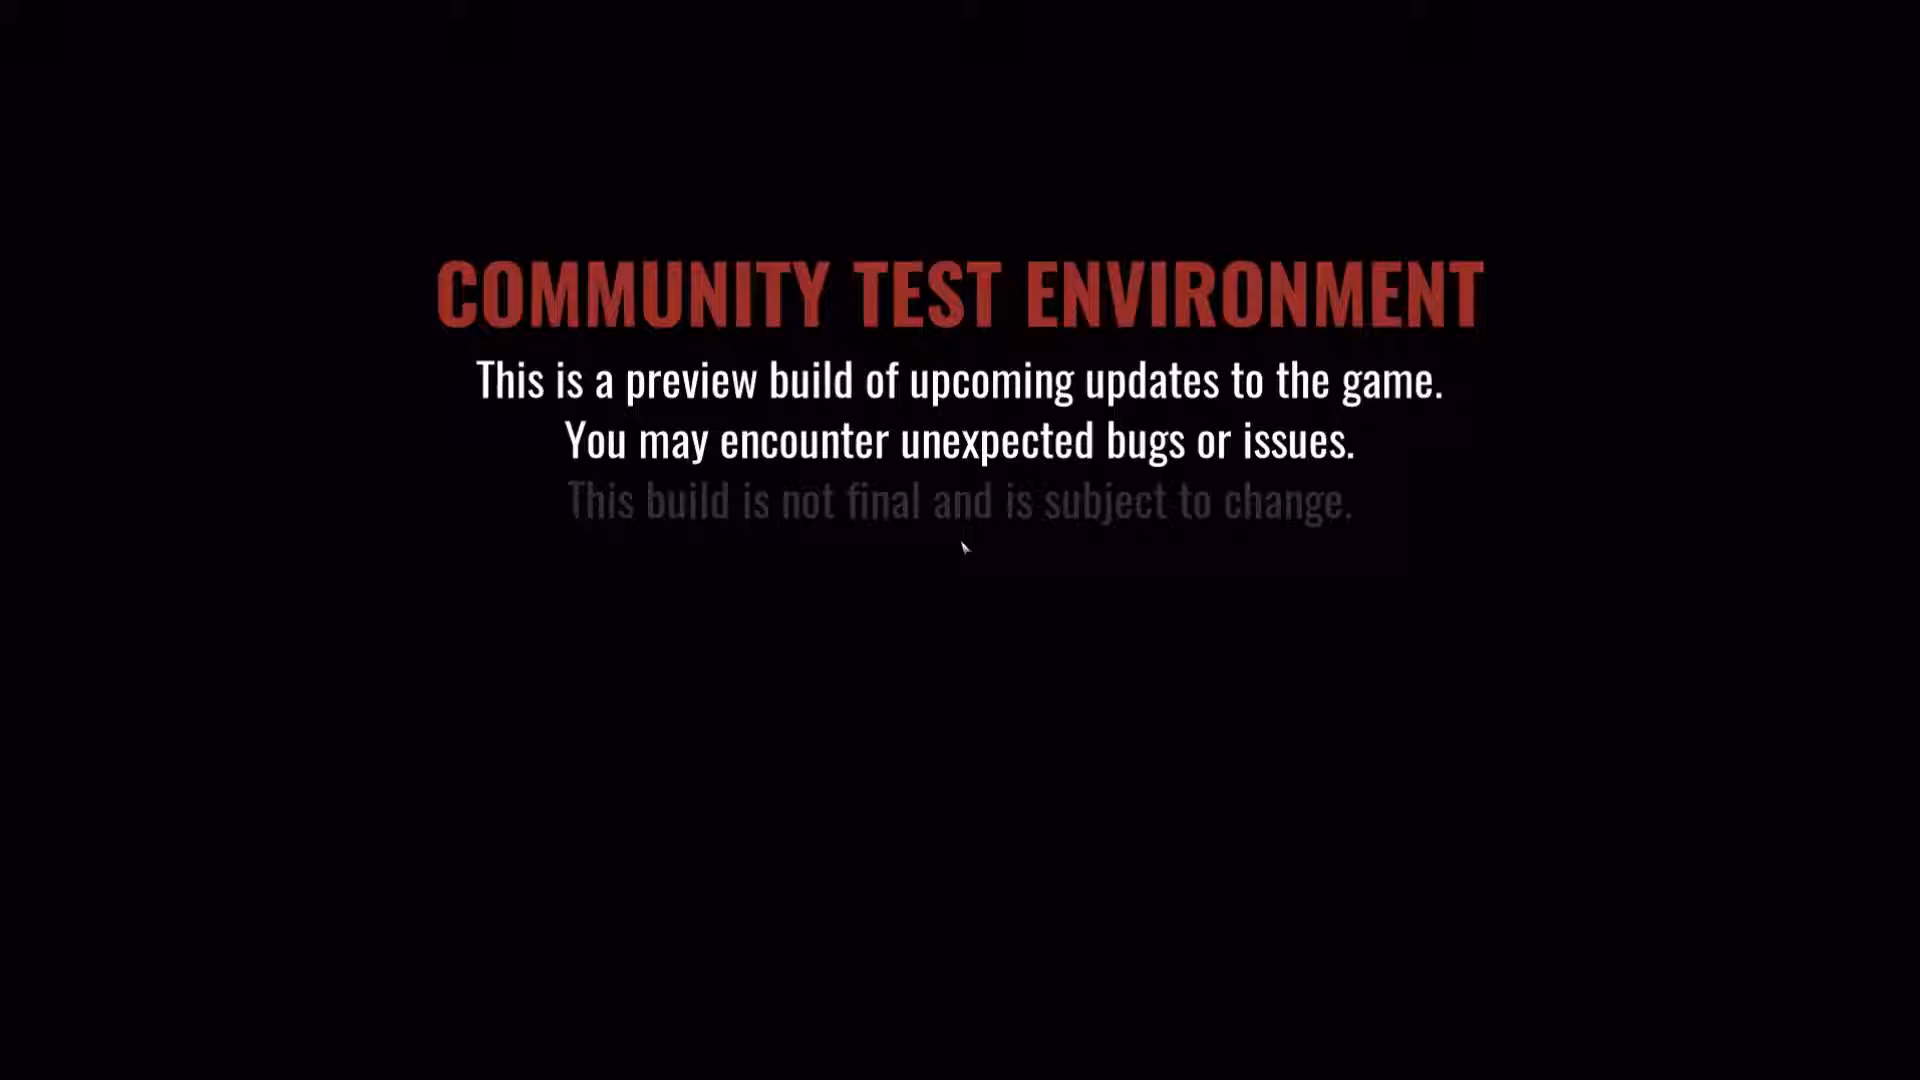 COMMUNITY TEST ENVIRONMENT
This is a preview build of upcoming updates to the game.
You may encounter unexpected bugs or issues.
This build is not final and is subject to change.